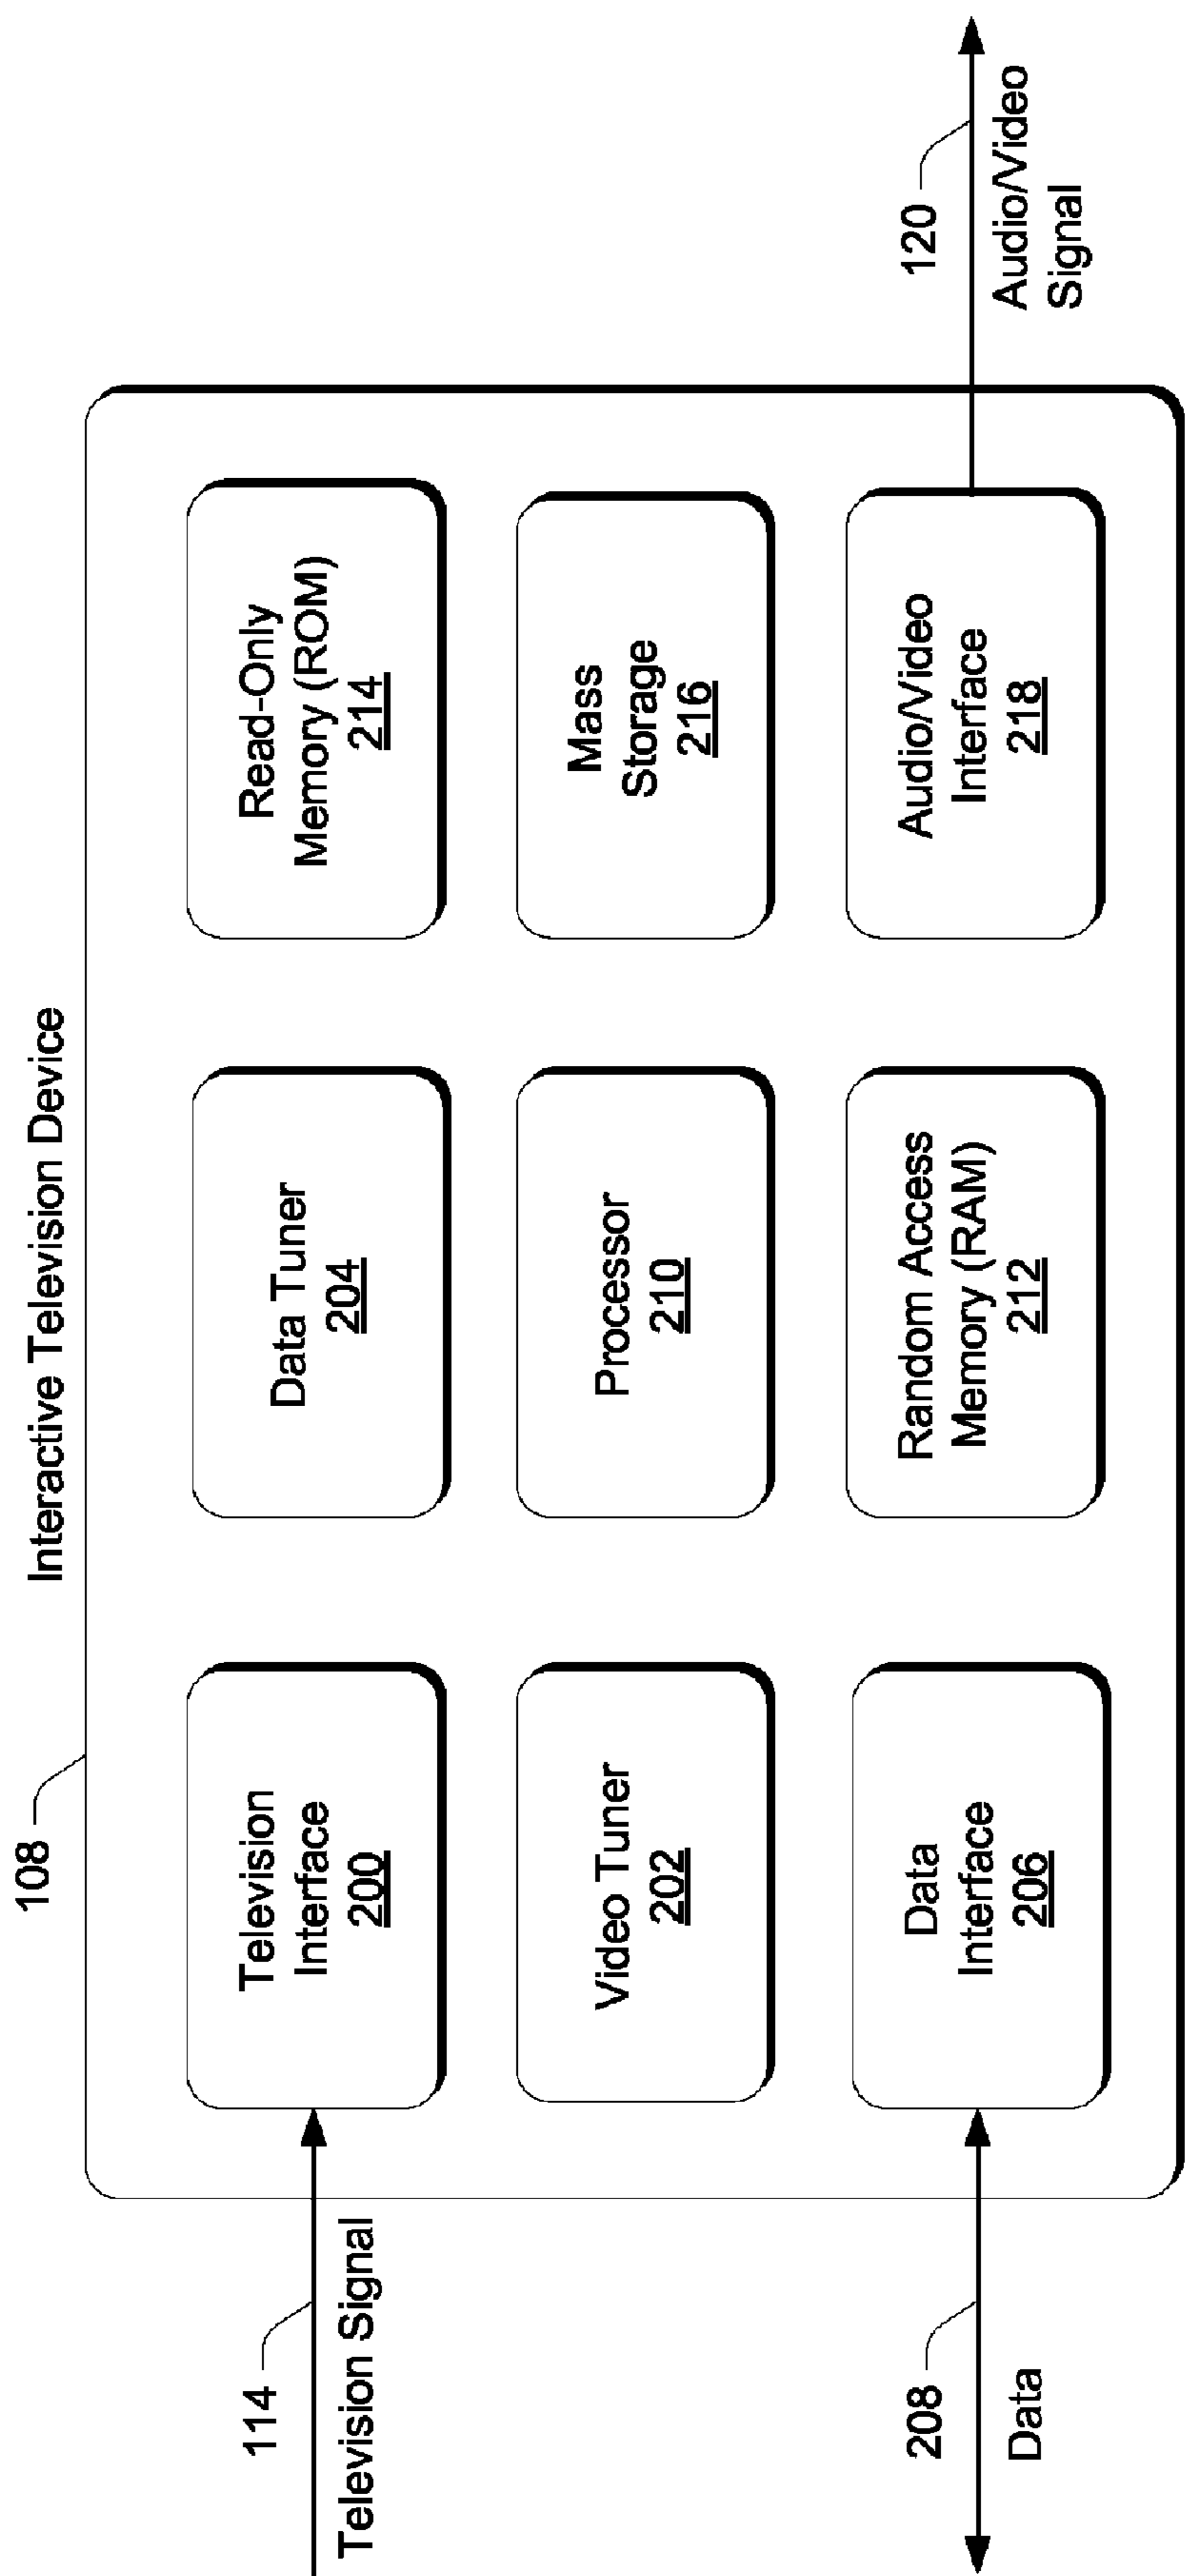 Interactive Television Device
108
114
Television Signal
Television
Interface
200
Data Tuner
204
Read-Only
Memory (ROM)
214
Video Tuner
202
Processor
210
Mass
Storage
216
208
Data
Data
Interface
206
Random Access
Memory (RAM)
212
Audio/Video
Interface
218
120
Audio/Video
Signal